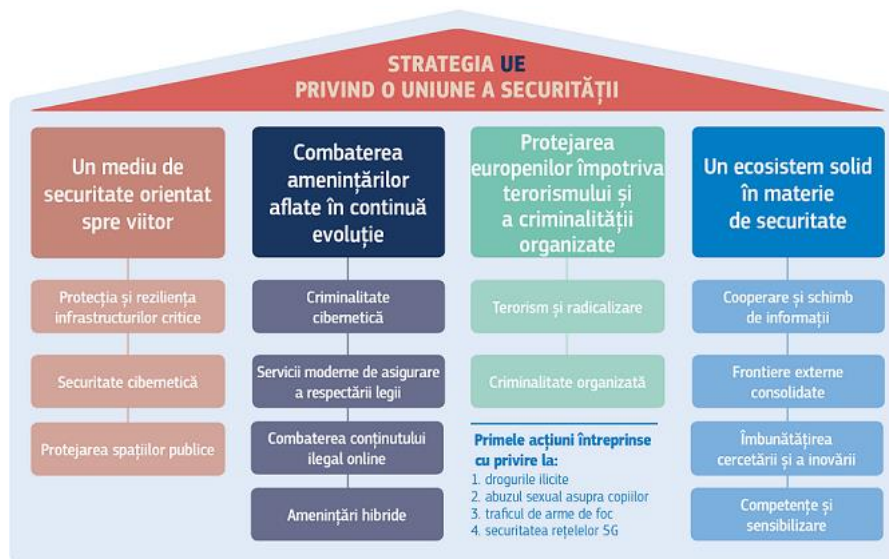 STRATEGIA UE
PRIVIND O UNIUNE A SECURITĂȚII
Un mediu de
securitate orientat
spre viitor
Protecția și reziliența
infrastructurilor critice
Securitate cibernetică
Protejarea spațiilor publice
Combaterea
amenințărilor
aflate în continuă
evoluție
Criminalitate
cibernetică
Servicii moderne de asigurare
a respectării legii
Combaterea conținutului
ilegal online
Amenințări hibride
Protejarea
europenilor împotriva
terorismului și
a criminalității
organizate
Terorism și radicalizare
Criminalitate organizată
Primele acțiuni întreprinse
cu privire la:
1. drogurile ilicite
2. abuzul sexual asupra copiilor
3. traficul de arme de foc
4. securitatea rețelelor 5G
Un ecosistem solid
în materie
de securitate
Cooperare și schimb
de informații
Frontiere externe
consolidate
Îmbunătățirea
cercetării și a inovării
Competențe și
sensibilizare